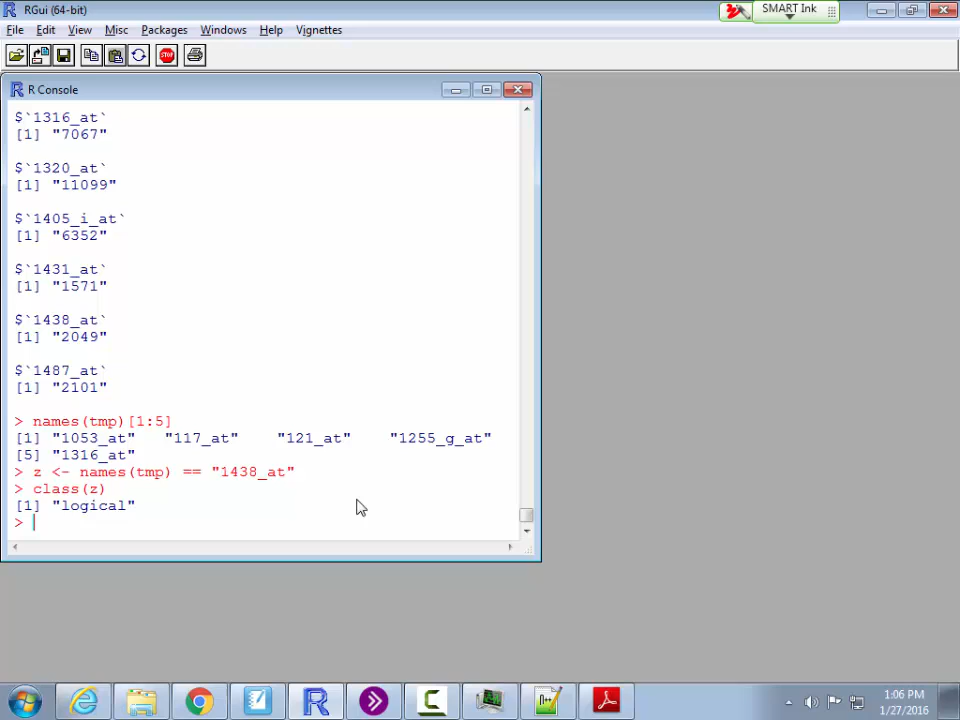 RGui (64-bit)
SMART Ink
File Edit View Misc Packages Windows Help Vignettes
STOP
R Console
$`1316_at`
[1] "7067"
$`1320_at`
[1] "11099"
$`1405_i_at`
[1] "6352"
$`1431_at`
[1] "1571"
$`1438_at`
[1] "2049"
$`1487_at`
[1] "2101"
> names(tmp)[1:5]
[1] "1053_at" "117_at" "121_at" "1255_g_at"
[5] "1316_at"
> z <- names(tmp) == "1438_at"
> class(z)
[1] "logical"
>
1:06 PM
1/27/2016